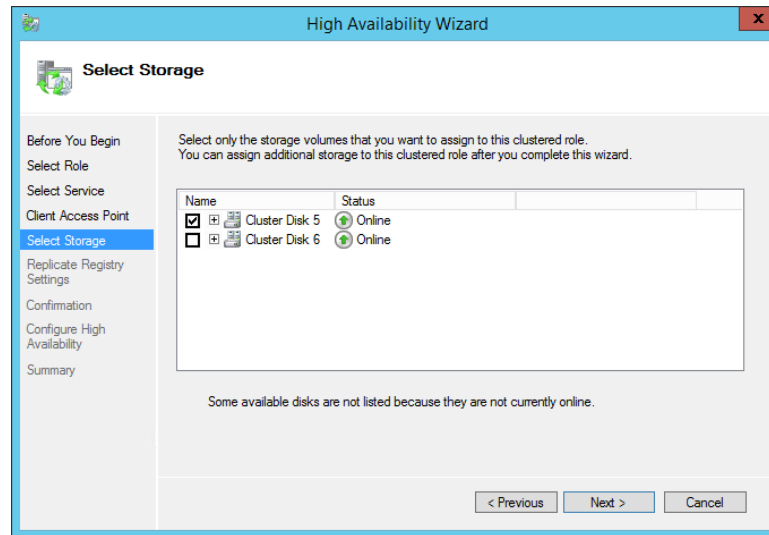 High Availability Wizard
x
Select Storage
Before You Begin
Select Role
Select Service
Client Access Point
Select Storage
Replicate Registry
Settings
Confirmation
Configure High
Availability
Summary
Select only the storage volumes that you want to assign to this clustered role.
You can assign additional storage to this clustered role after you complete this wizard.
Name Status
Cluster Disk 5 Online
Cluster Disk 6 Online
Some available disks are not listed because they are not currently online.
< Previous Next > Cancel